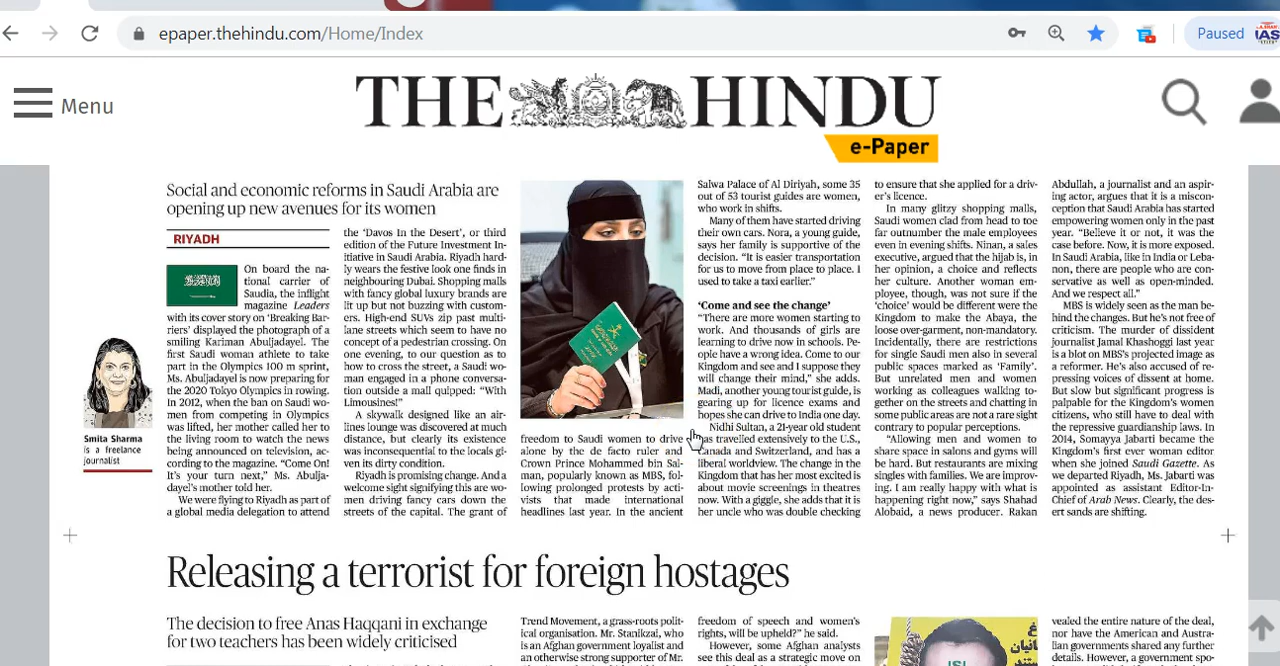 epaper.thehindu.com/Home/Index
Paused
IAS
Menu
THE HINDU
e-Paper
Social and economic reforms in Saudi Arabia are
opening up new avenues for its women
RIYADH
On board the na-
tional carrier of
Saudia, the inflight
magazine Leaders
with its cover story on ‘Breaking Bar-
riers’ displayed the photograph of a
smiling Kariman Abuljadayel. The
first Saudi woman athlete to take
part in the Olympics 100 m sprint,
Ms. Abuljadayel is now preparing for
the 2020 Tokyo Olympics in rowing.
In 2012, when the ban on Saudi wo-
men from competing in Olympics
was lifted, her mother called her to
the living room to watch the news
being announced on television, ac-
cording to the magazine. “Come On!
It's your turn next,” Ms. Abulja-
dayel's mother told her.
We were flying to Riyadh as part of
a global media delegation to attend
Smita Sharma
is a freelance
journalist
the ‘Davos In the Desert’, or third
edition of the Future Investment In-
itiative in Saudi Arabia. Riyadh hard-
ly wears the festive look one finds in
neighbouring Dubai. Shopping malls
with fancy global luxury brands are
lit up but not buzzing with custom-
ers. High-end SUVs zip past multi-
lane streets which seem to have no
concept of a pedestrian crossing. On
one evening, to our question as to
how to cross the street, a Saudi wo-
man engaged in a phone conversa-
tion outside a mall quipped: “With
Limousines!”
A skywalk designed like an air-
lines lounge was discovered at much
distance, but clearly its existence
was inconsequential to the locals gi-
ven its dirty condition.
Riyadh is promising change. And a
welcome sight signifying this are wo-
men driving fancy cars down the
streets of the capital. The grant of
freedom to Saudi women to drive
alone by the de facto ruler and
Crown Prince Mohammed bin Sal-
man, popularly known as MBS, fol-
lowing prolonged protests by acti-
vists that made international
headlines last year. In the ancient
Salwa Palace of Al Diriyah, some 35
out of 53 tourist guides are women,
who work in shifts.
Many of them have started driving
their own cars. Nora, a young guide,
says her family is supportive of the
decision. “It is easier transportation
for us to move from place to place. I
used to take a taxi earlier.”
‘Come and see the change’
“There are more women starting to
work. And thousands of girls are
learning to drive now in schools. Pe-
ople have a wrong idea. Come to our
Kingdom and see and I suppose they
will change their mind,” she adds.
Madi, another young tourist guide, is
gearing up for licence exams and
hopes she can drive to India one day.
Nidhi Sultan, a 21-year old student
has travelled extensively to the U.S.,
Canada and Switzerland, and has a
liberal worldview. The change in the
Kingdom that has her most excited is
about movie screenings in theatres
now. With a giggle, she adds that it is
her uncle who was double checking
to ensure that she applied for a driv-
er's licence.
In many glitzy shopping malls,
Saudi women clad from head to toe
far outnumber the male employees
even in evening shifts. Ninan, a sales
executive, argued that the hijab is, in
her opinion, a choice and reflects
her culture. Another woman em-
ployee, though, was not sure if the
‘choice’ would be different were the
Kingdom to make the Abaya, the
loose over-garment, non-mandatory.
Incidentally, there are restrictions
for single Saudi men also in several
public spaces marked as ‘Family’.
But unrelated men and women
working as colleagues walking to-
gether on the streets and chatting in
some public areas are not a rare sight
contrary to popular perceptions.
“Allowing men and women to
share space in salons and gyms will
be hard. But restaurants are mixing
singles with families. We are improv-
ing. I am really happy with what is
happening right now,” says Shahad
Alobaid, a news producer. Rakan
Abdullah, a journalist and an aspir-
ing actor, argues that it is a misconce-
ption that Saudi Arabia has started
empowering women only in the past
year. “Believe it or not, it was the
case before. Now, it is more exposed.
In Saudi Arabia, like in India or Leba-
non, there are people who are con-
servative as well as open-minded.
And we respect all.”
MBS is widely seen as the man be-
hind the changes. But he's not free of
criticism. The murder of dissident
journalist Jamal Khashoggi last year
is a blot on MBS's projected image as
a reformer. He's also accused of re-
pressing voices of dissent at home.
But slow but significant progress is
palpable for the Kingdom's women
citizens, who still have to deal with
the repressive guardianship laws. In
2014, Somayya Jabarti became the
Kingdom's first ever woman editor
when she joined Saudi Gazette. As
we departed Riyadh, Ms. Jabarti was
appointed as assistant Editor-In-
Chief of Arab News. Clearly, the des-
ert sands are shifting.
Releasing a terrorist for foreign hostages
The decision to free Anas Haqqani in exchange
for two teachers has been widely criticised
Trend Movement, a grass-roots polit-
ical organisation. Mr. Stanikzai, who
is an Afghan government loyalist and
an otherwise strong supporter of Mr.
freedom of speech and women's
rights, will be upheld?” he said.
However, some Afghan analysts
see this deal as a strategic move on
vealed the entire nature of the deal,
nor have the American and Austra-
lian governments shared any further
details. However, a government spo-